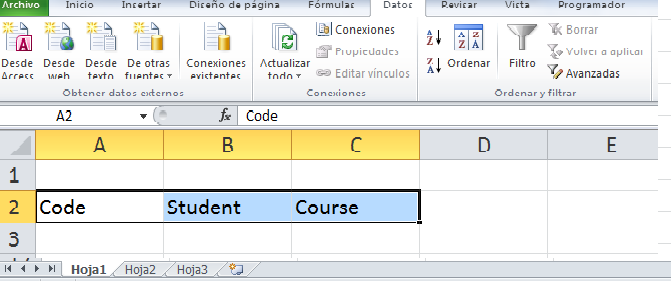 Archivo Inicio Insertar Diseño de página Fórmulas Datos Revisar Vista Programador
Desde Access
Desde web
Desde texto
De otras fuentes
Conexiones existentes
Obtener datos externos
Actualizar todo
Conexiones
Propiedades
Editar vínculos
Conexiones
A
Z
Z
A
A Z
Z A
Ordenar
Filtro
Borrar
Volver a aplicar
Avanzadas
Ordenar y filtrar
A2 fx Code
A B C D E
1
2 Code Student Course
3
Hoja1 Hoja2 Hoja3